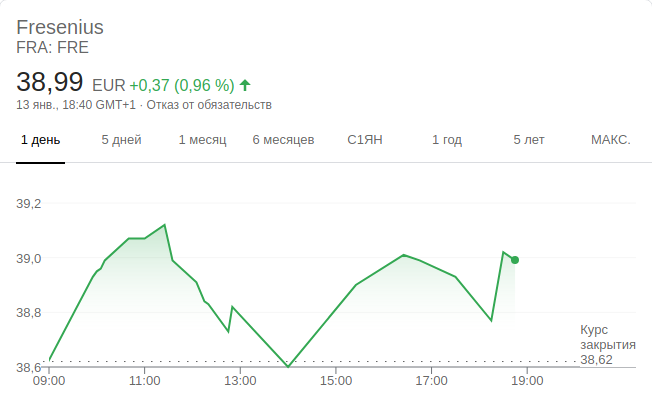 Fresenius
FRA: FRE
38,99 EUR +0,37 (0,96 %)
13 янв., 18:40 GMT+1 · Отказ от обязательств
1 день 5 дней 1 месяц 6 месяцев С1ЯН 1 год 5 лет МАКС.
39,2
39,0
38,8
38,6
Курс
закрытия
38,62
09:00 11:00 13:00 15:00 17:00 19:00